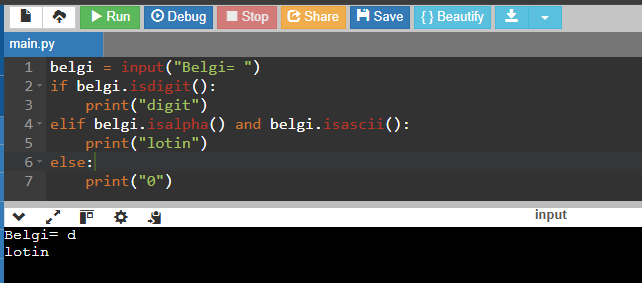 Run Debug Stop Share Save { } Beautify
main.py
1 belgi = input("Belgi= ")
2 if belgi.isdigit():
3     print("digit")
4 elif belgi.isalpha() and belgi.isascii():
5     print("lotin")
6 else:
7     print("0")
input
Belgi= d
lotin